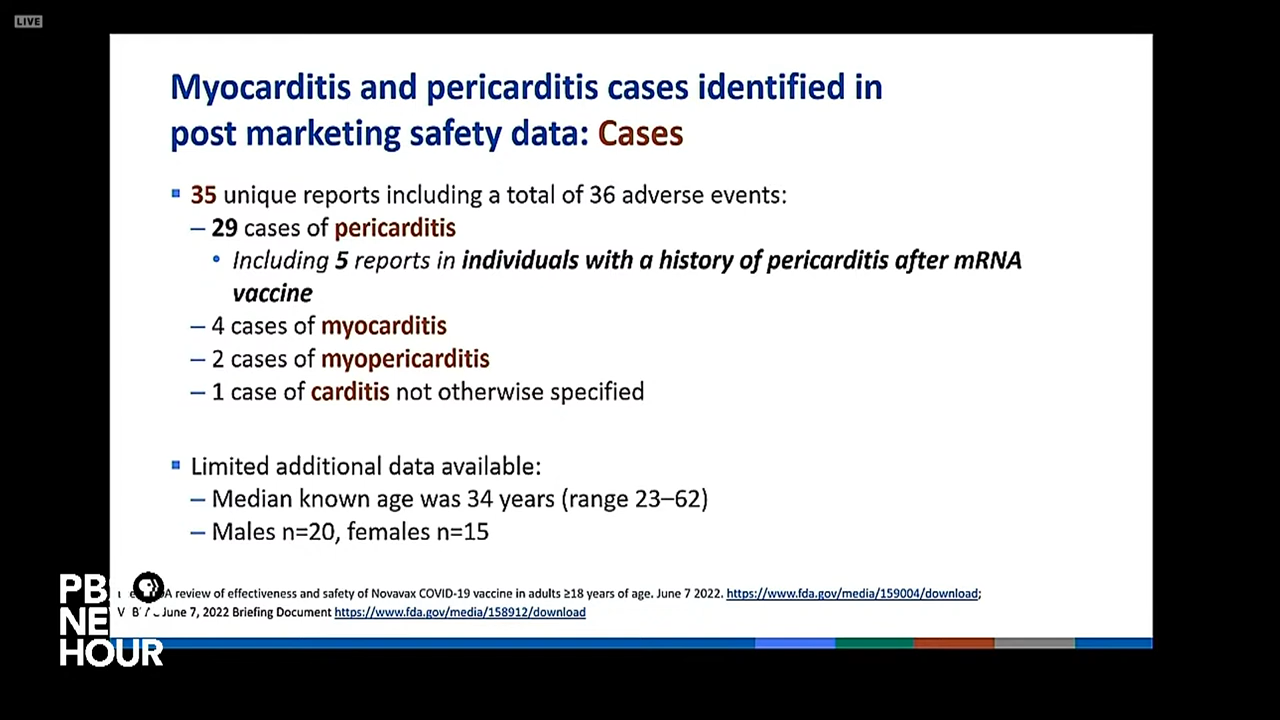 LIVE
Myocarditis and pericarditis cases identified in
post marketing safety data: Cases
35 unique reports including a total of 36 adverse events:
– 29 cases of pericarditis
• Including 5 reports in individuals with a history of pericarditis after mRNA
vaccine
– 4 cases of myocarditis
– 2 cases of myopericarditis
– 1 case of carditis not otherwise specified
Limited additional data available:
– Median known age was 34 years (range 23–62)
– Males n=20, females n=15
review of effectiveness and safety of Novavax COVID-19 vaccine in adults ≥18 years of age. June 7 2022. https://www.fda.gov/media/159004/download;
June 7, 2022 Briefing Document https://www.fda.gov/media/158912/download
PBS
NEWS
HOUR